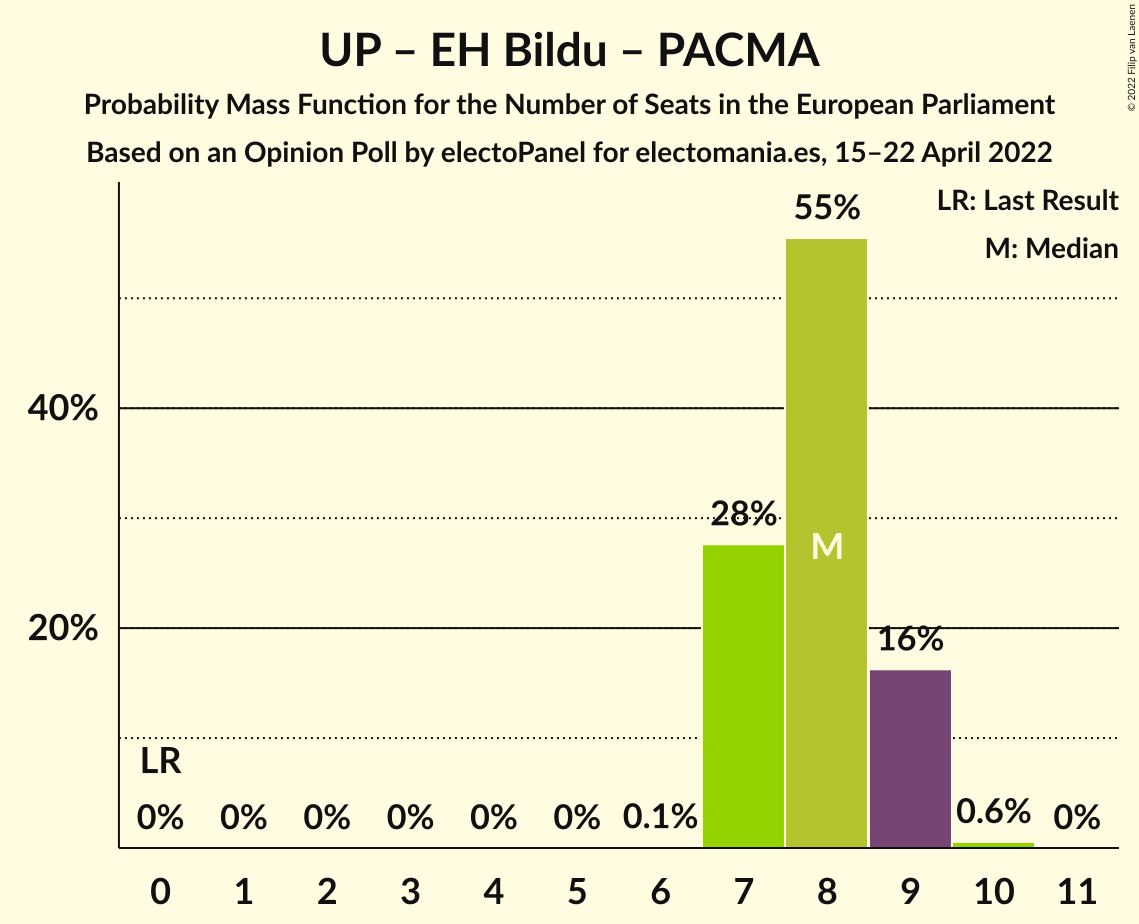 UP – EH Bildu – PACMA
Probability Mass Function for the Number of Seats in the European Parliament
Based on an Opinion Poll by electoPanel for electomania.es, 15–22 April 2022
© 2022 Filip van Laenen
LR: Last Result
M: Median
55%
40%
28%
M
20%
16%
LR
0% 0% 0% 0% 0% 0% 0.1% 0.6% 0%
0 1 2 3 4 5 6 7 8 9 10 11